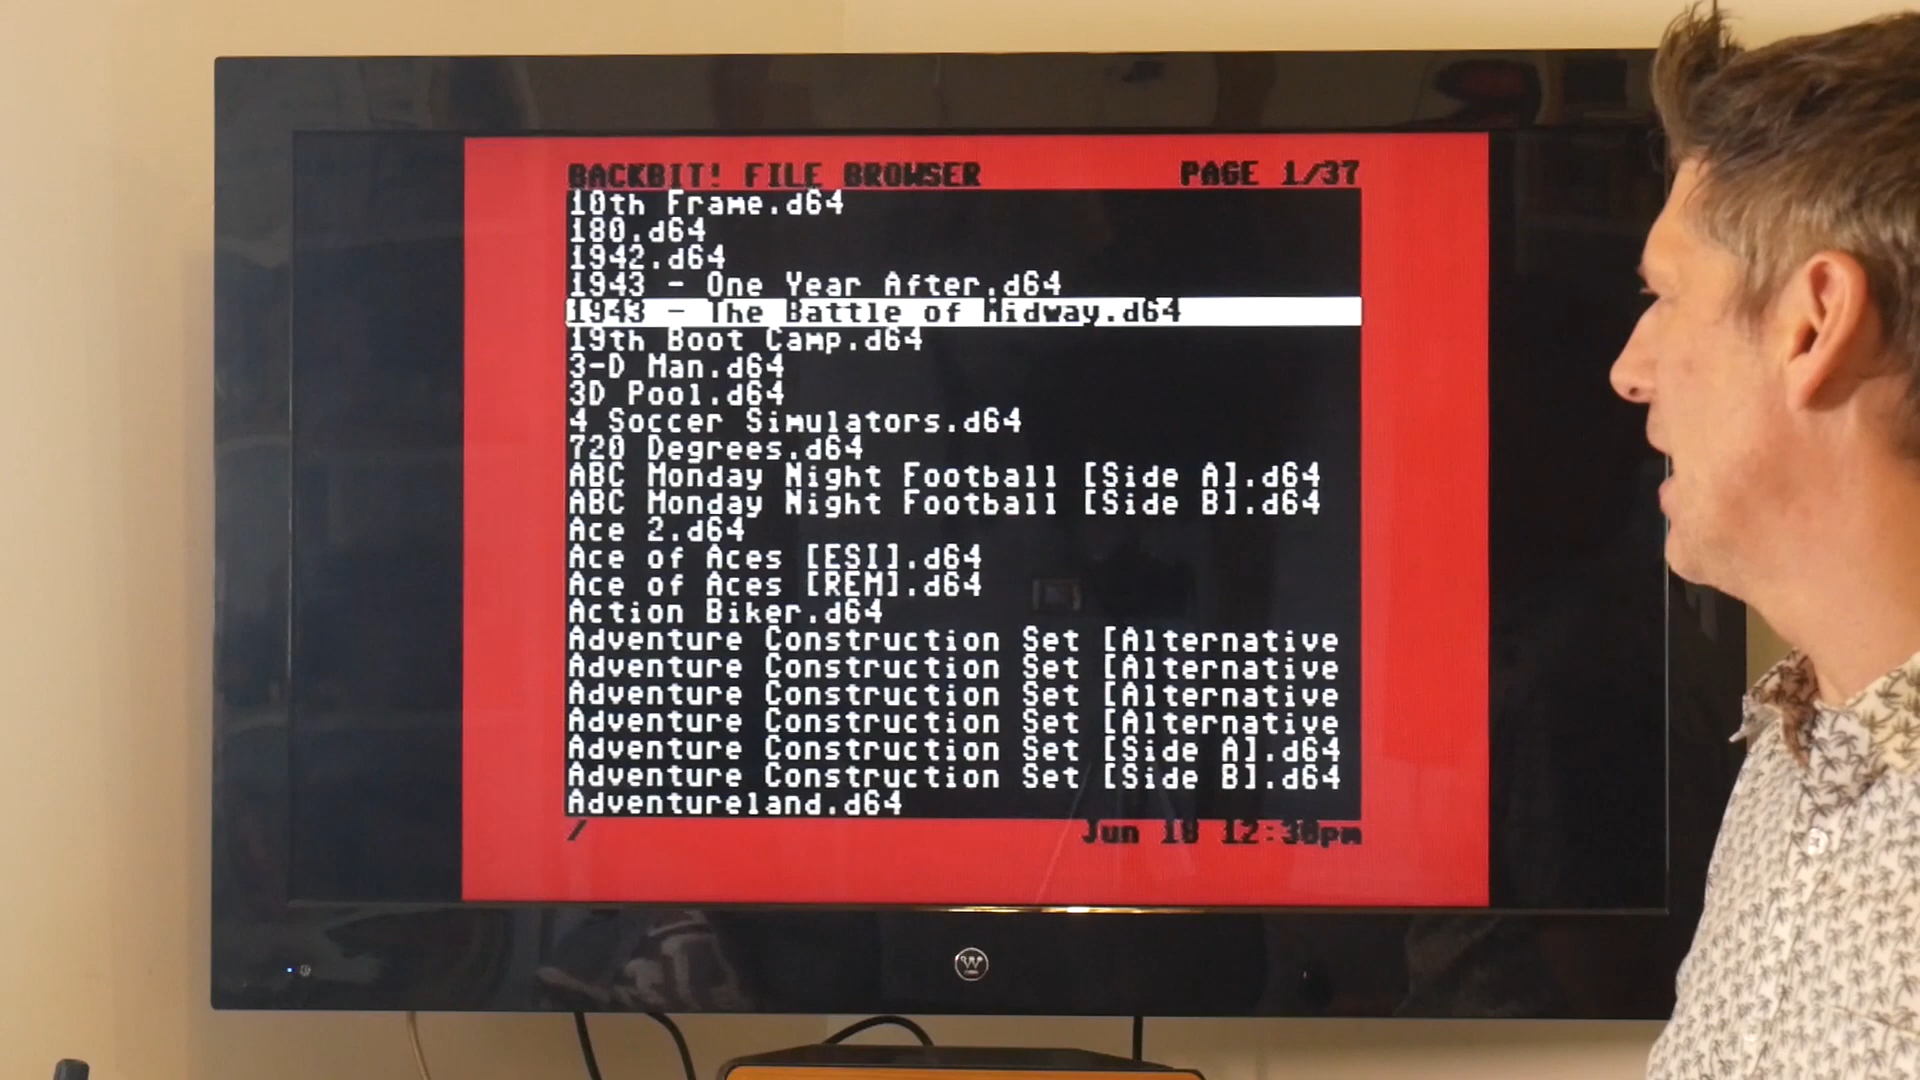 BACKBIT! FILE BROWSER PAGE 1/37
10th Frame.d64
180.d64
1942.d64
1943 - One Year After.d64
1943 - The Battle of Midway.d64
19th Boot Camp.d64
3-D Man.d64
3D Pool.d64
4 Soccer Simulators.d64
720 Degrees.d64
ABC Monday Night Football [Side A].d64
ABC Monday Night Football [Side B].d64
Ace 2.d64
Ace of Aces [ESI].d64
Ace of Aces [REM].d64
Action Biker.d64
Adventure Construction Set [Alternative
Adventure Construction Set [Alternative
Adventure Construction Set [Alternative
Adventure Construction Set [Alternative
Adventure Construction Set [Side A].d64
Adventure Construction Set [Side B].d64
Adventureland.d64
/ Jun 18 12:30pm
W